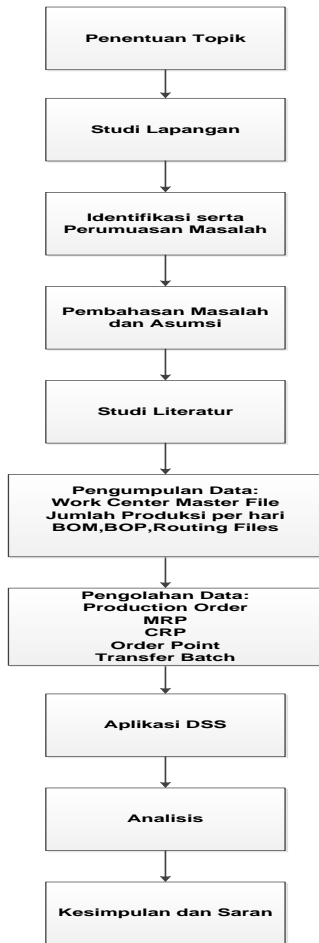 Penentuan Topik
Studi Lapangan
Identifikasi serta
Perumuasan Masalah
Pembahasan Masalah
dan Asumsi
Studi Literatur
Pengumpulan Data:
Work Center Master File
Jumlah Produksi per hari
BOM,BOP,Routing Files
Pengolahan Data:
Production Order
MRP
CRP
Order Point
Transfer Batch
Aplikasi DSS
Analisis
Kesimpulan dan Saran